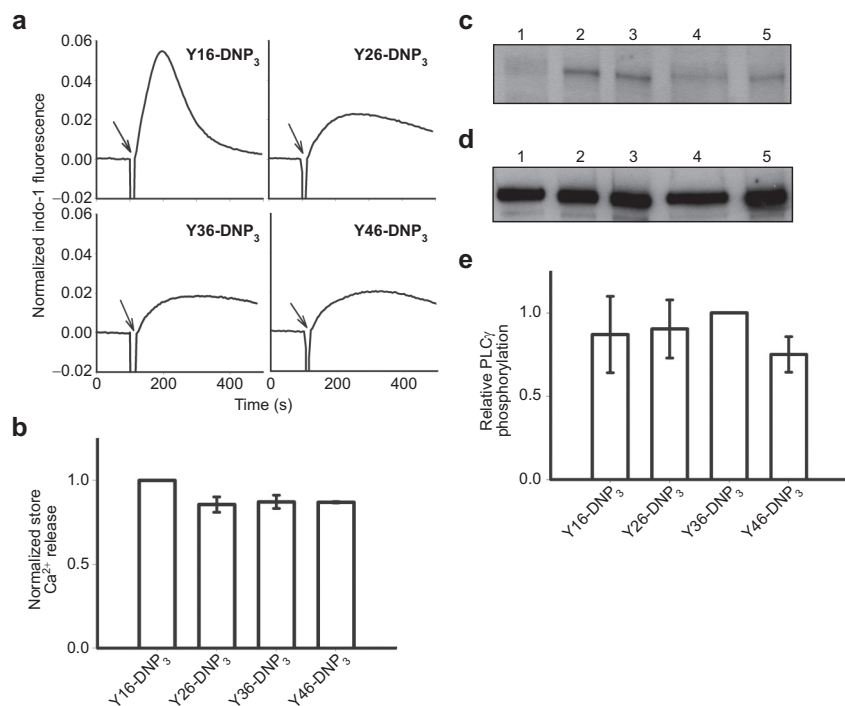 a
Normalized indo-1 fluorescence
0.06
0.04
0.02
0.00
−0.02
Y16-DNP3
Y26-DNP3
0.06
0.04
0.02
0.00
−0.02
Y36-DNP3
Y46-DNP3
0 200 400 0 200 400
Time (s)
b
Normalized store
Ca2+ release
1.0
0.5
0.0
Y16-DNP3
Y26-DNP3
Y36-DNP3
Y46-DNP3
c
1 2 3 4 5
d
1 2 3 4 5
e
Relative PLCγ
phosphorylation
1.0
0.5
0.0
Y16-DNP3
Y26-DNP3
Y36-DNP3
Y46-DNP3